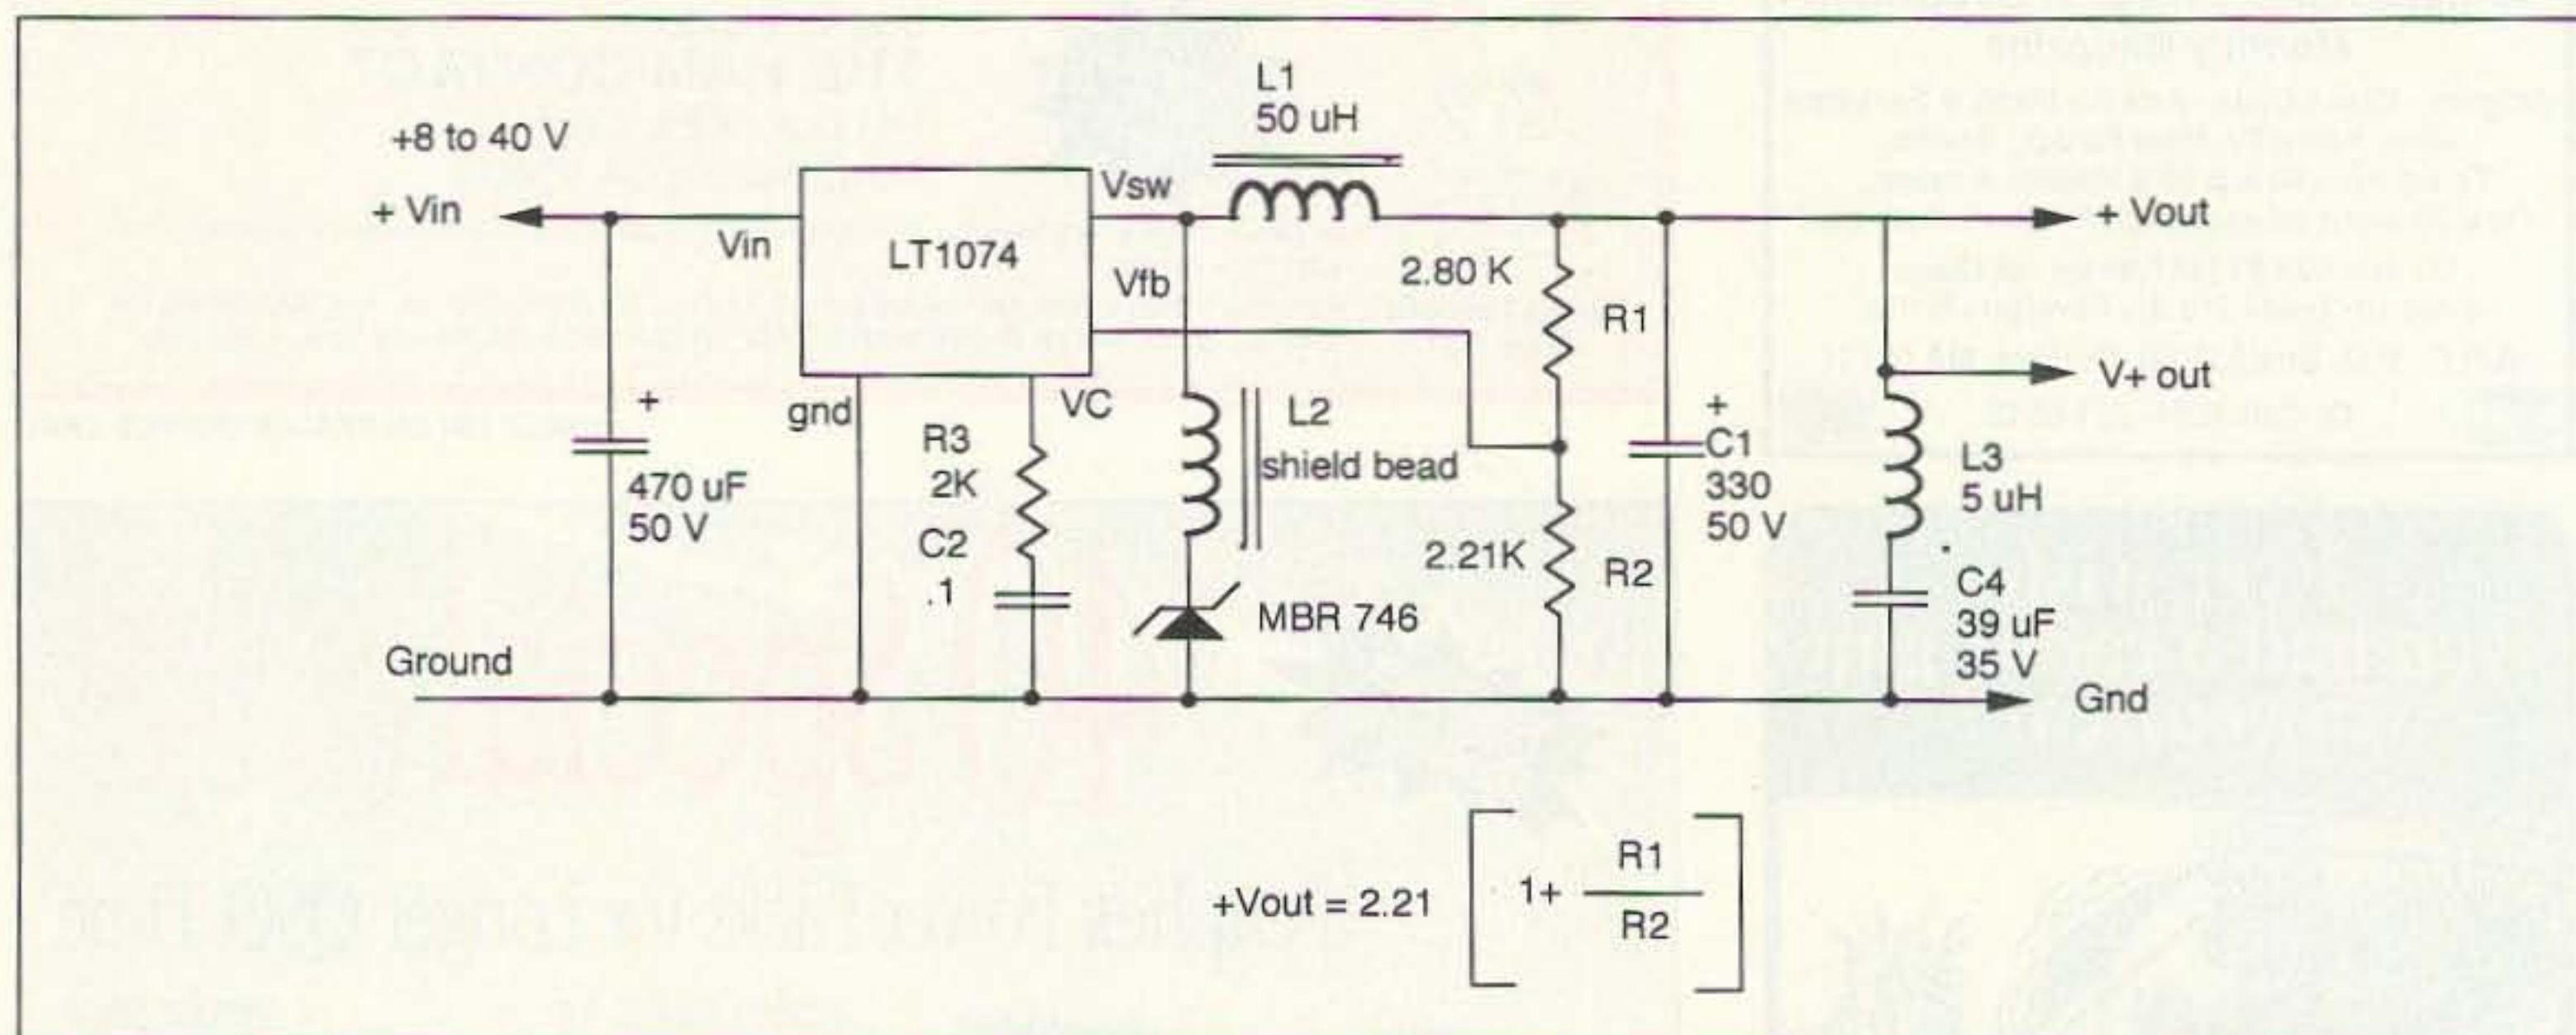 +8 to 40 V
+ Vin
Vin
LT1074
Vsw
Vfb
L1
50 uH
2.80 K
R1
+ Vout
V+ out
gnd
VC
+
470 uF
50 V
R3
2K
C2
.1
L2
shield bead
MBR 746
2.21K
R2
+
C1
330
50 V
L3
5 uH
C4
39 uF
35 V
Ground
Gnd
+Vout = 2.21
1+
R1
R2